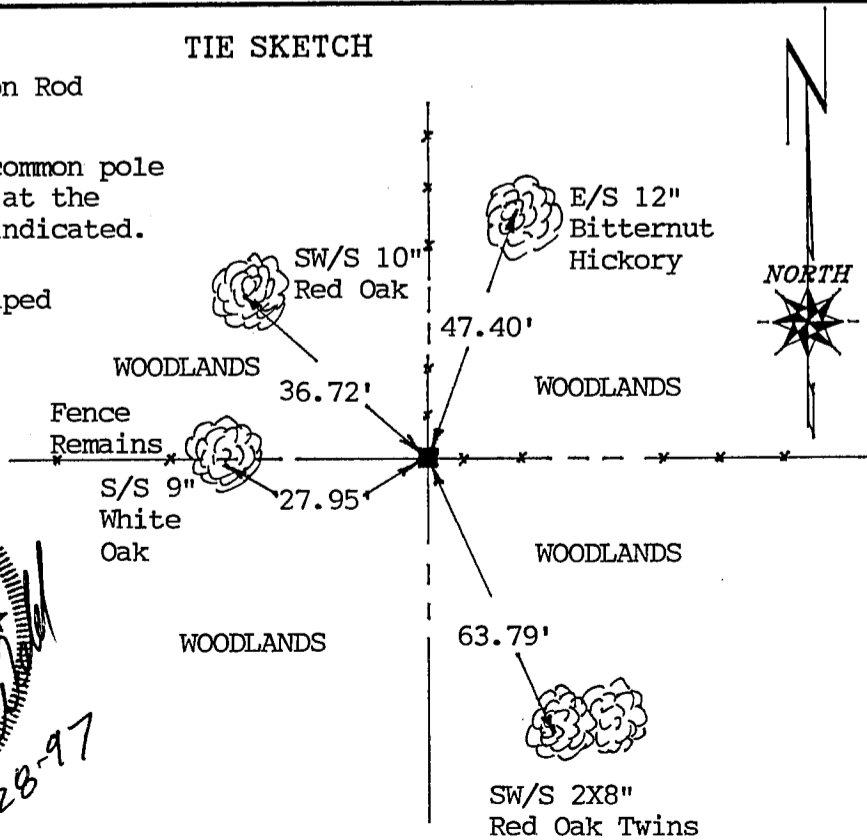 TIE SKETCH
on Rod
common pole
at the
indicated.
ped
E/S 12"
Bitternut
Hickory
SW/S 10"
Red Oak
NORTH
47.40'
WOODLANDS
36.72'
WOODLANDS
Fence
Remains
S/S 9"
White
Oak
27.95'
WOODLANDS
WOODLANDS
63.79'
28-97
SW/S 2X8"
Red Oak Twins